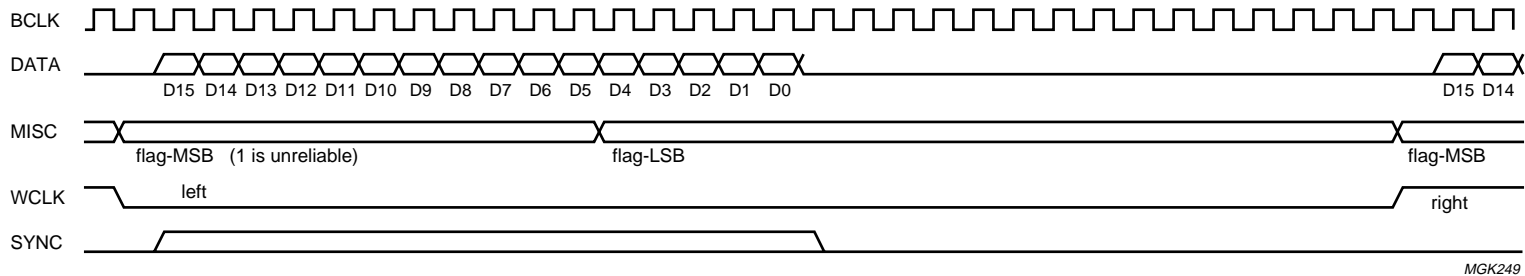 BCLK
DATA
D15 D14 D13 D12 D11 D10 D9 D8 D7 D6 D5 D4 D3 D2 D1 D0 D15 D14
MISC
flag-MSB (1 is unreliable) flag-LSB flag-MSB
WCLK left right
SYNC
MGK249